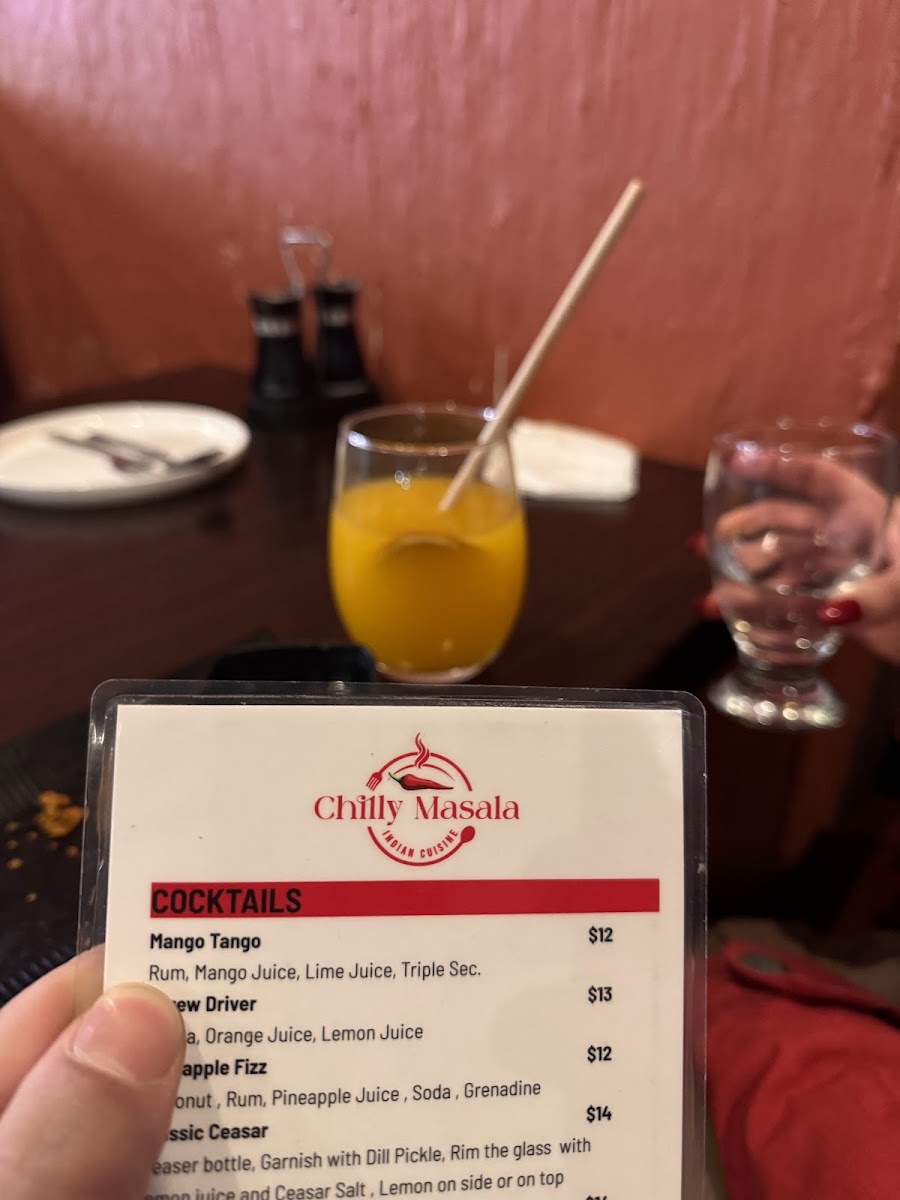 Chilly Masala
INDIAN CUISINE
COCKTAILS
Mango Tango $12
Rum, Mango Juice, Lime Juice, Triple Sec.
rew Driver $13
a, Orange Juice, Lemon Juice
apple Fizz $12
onut , Rum, Pineapple Juice , Soda , Grenadine
ssic Ceasar $14
easer bottle, Garnish with Dill Pickle, Rim the glass with
emon juice and Ceasar Salt , Lemon on side or on top